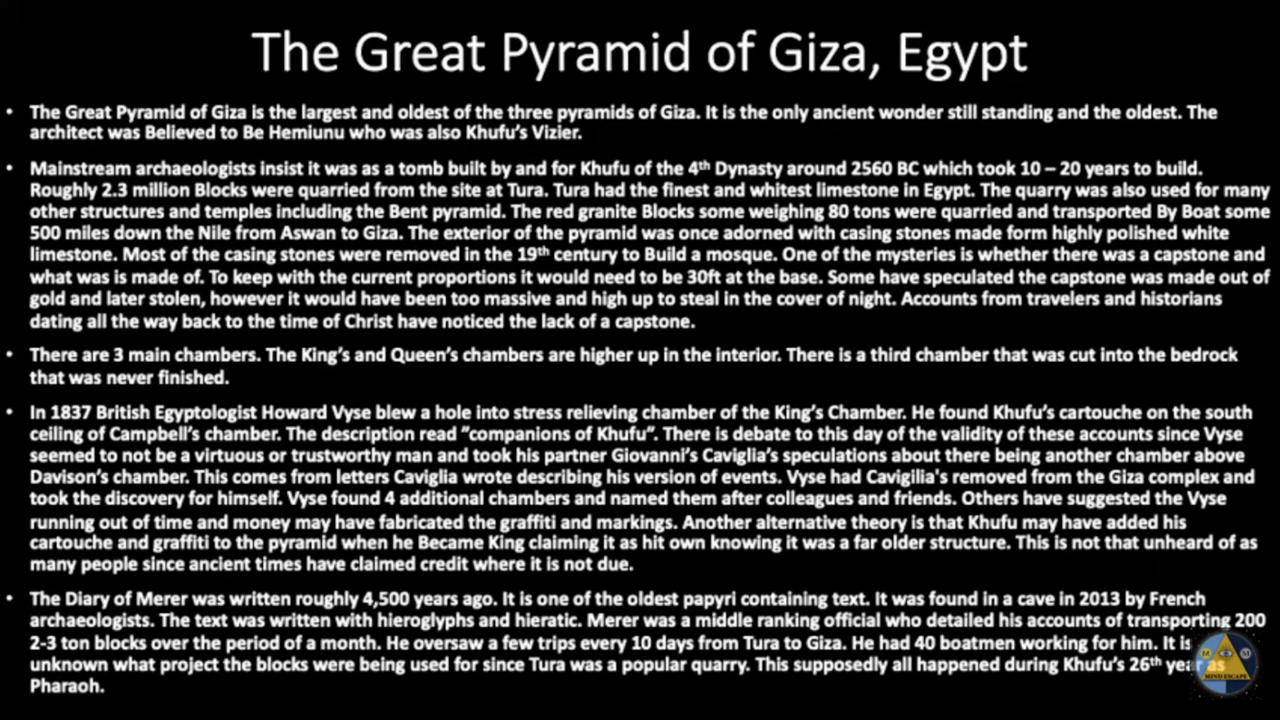 The Great Pyramid of Giza, Egypt
• The Great Pyramid of Giza is the largest and oldest of the three pyramids of Giza. It is the only ancient wonder still standing and the oldest. The
architect was Believed to Be Hemiunu who was also Khufu's Vizier.
• Mainstream archaeologists insist it was as a tomb built by and for Khufu of the 4th Dynasty around 2560 BC which took 10 – 20 years to build.
Roughly 2.3 million Blocks were quarried from the site at Tura. Tura had the finest and whitest limestone in Egypt. The quarry was also used for many
other structures and temples including the Bent pyramid. The red granite Blocks some weighing 80 tons were quarried and transported By Boat some
500 miles down the Nile from Aswan to Giza. The exterior of the pyramid was once adorned with casing stones made form highly polished white
limestone. Most of the casing stones were removed in the 19th century to Build a mosque. One of the mysteries is whether there was a capstone and
what was is made of. To keep with the current proportions it would need to be 30ft at the base. Some have speculated the capstone was made out of
gold and later stolen, however it would have been too massive and high up to steal in the cover of night. Accounts from travelers and historians
dating all the way back to the time of Christ have noticed the lack of a capstone.
• There are 3 main chambers. The King's and Queen's chambers are higher up in the interior. There is a third chamber that was cut into the bedrock
that was never finished.
• In 1837 British Egyptologist Howard Vyse blew a hole into stress relieving chamber of the King's Chamber. He found Khufu's cartouche on the south
ceiling of Campbell's chamber. The description read "companions of Khufu". There is debate to this day of the validity of these accounts since Vyse
seemed to not be a virtuous or trustworthy man and took his partner Giovanni's Caviglia's speculations about there being another chamber above
Davison's chamber. This comes from letters Caviglia wrote describing his version of events. Vyse had Cavigilia's removed from the Giza complex and
took the discovery for himself. Vyse found 4 additional chambers and named them after colleagues and friends. Others have suggested the Vyse
running out of time and money may have fabricated the graffiti and markings. Another alternative theory is that Khufu may have added his
cartouche and graffiti to the pyramid when he Became King claiming it as hit own knowing it was a far older structure. This is not that unheard of as
many people since ancient times have claimed credit where it is not due.
• The Diary of Merer was written roughly 4,500 years ago. It is one of the oldest papyri containing text. It was found in a cave in 2013 by French
archaeologists. The text was written with hieroglyphs and hieratic. Merer was a middle ranking official who detailed his accounts of transporting 200
2-3 ton blocks over the period of a month. He oversaw a few trips every 10 days from Tura to Giza. He had 40 boatmen working for him. It is
unknown what project the blocks were being used for since Tura was a popular quarry. This supposedly all happened during Khufu's 26th year as
Pharaoh.
M M
MIND ESCAPE